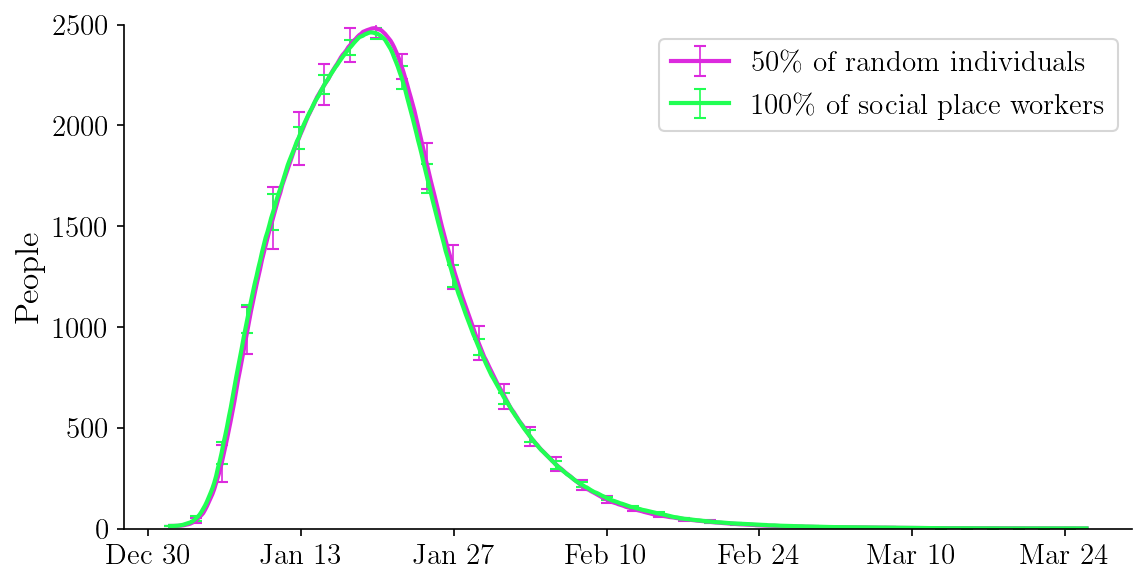 2500
2000
1500
1000
500
0
People
50% of random individuals
100% of social place workers
Dec 30 Jan 13 Jan 27 Feb 10 Feb 24 Mar 10 Mar 24